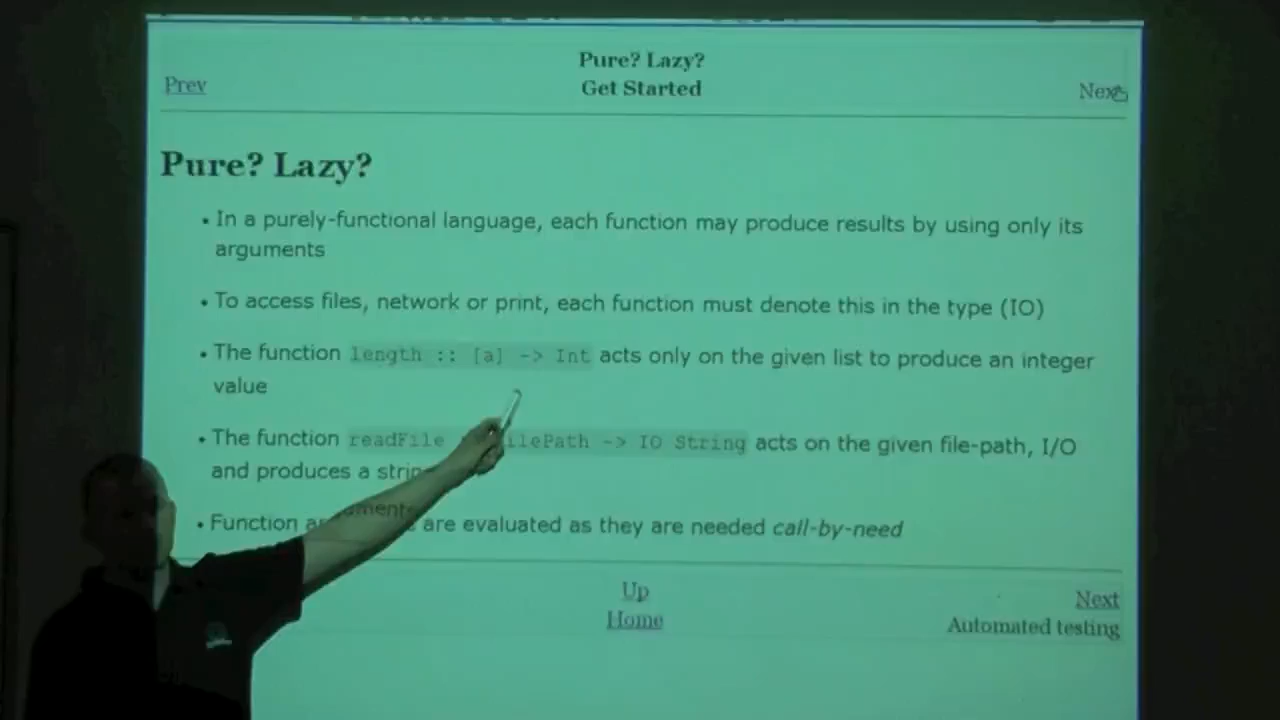 Pure? Lazy?
Prev
Get Started
Next
Pure? Lazy?
• In a purely-functional language, each function may produce results by using only its
arguments
• To access files, network or print, each function must denote this in the type (IO)
• The function length :: [a] -> Int acts only on the given list to produce an integer
value
• The function readFile ilePath -> IO String acts on the given file-path, I/O
and produces a strin
• Function arguments are evaluated as they are needed call-by-need
Up
Next
Home
Automated testing